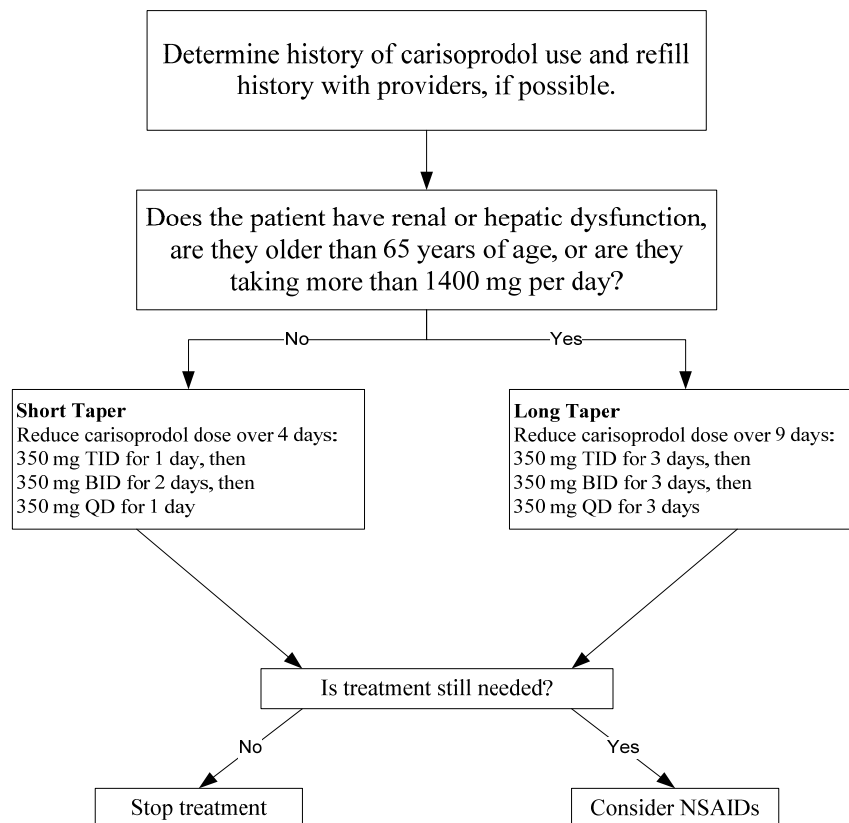 Determine history of carisoprodol use and refill
history with providers, if possible.
Does the patient have renal or hepatic dysfunction,
are they older than 65 years of age, or are they
taking more than 1400 mg per day?
No
Yes
Short Taper
Reduce carisoprodol dose over 4 days:
350 mg TID for 1 day, then
350 mg BID for 2 days, then
350 mg QD for 1 day
Long Taper
Reduce carisoprodol dose over 9 days:
350 mg TID for 3 days, then
350 mg BID for 3 days, then
350 mg QD for 3 days
Is treatment still needed?
No
Yes
Stop treatment
Consider NSAIDs